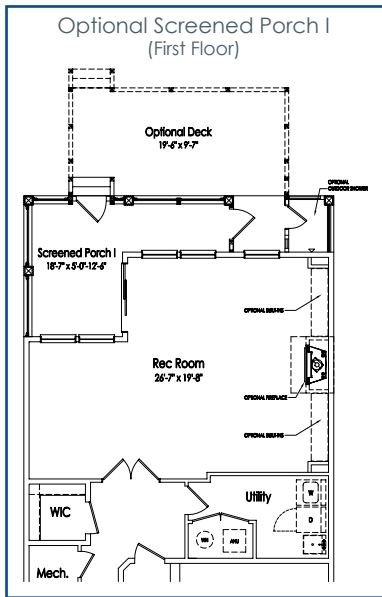 Optional Screened Porch I
(First Floor)
Optional Deck
19'-6" x 9'-7"
OPTIONAL
OUTDOOR SHOWER
Screened Porch I
18'-7" x 5'-0"-12'-6"
OPTIONAL BUILT-INS
Rec Room
26'-7" x 19'-8"
OPTIONAL FIREPLACE
OPTIONAL BUILT-INS
Utility
W
D
WIC
WH
AHU
Mech.